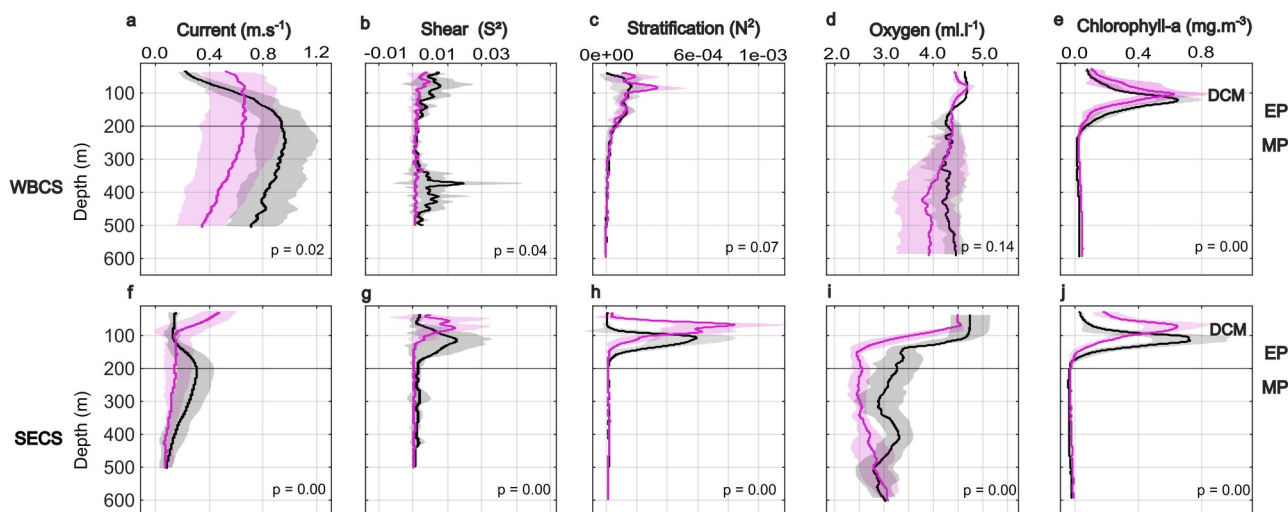 a b c d e
Current (m.s⁻¹) Shear (S²) Stratification (N²) Oxygen (ml.l⁻¹) Chlorophyll-a (mg.m⁻³)
0.0 0.4 0.8 1.2 -0.01 0.01 0.03 0e+00 6e-04 1e-03 2.0 3.0 4.0 5.0 0.0 0.8
100
200
300
400
500
600
Depth (m)
WBCS
DCM
EP
MP
p = 0.02 p = 0.04 p = 0.07 p = 0.14 p = 0.00
f g h i j
100
200
300
400
500
600
Depth (m)
SECS
DCM
EP
MP
p = 0.00 p = 0.00 p = 0.00 p = 0.00 p = 0.00